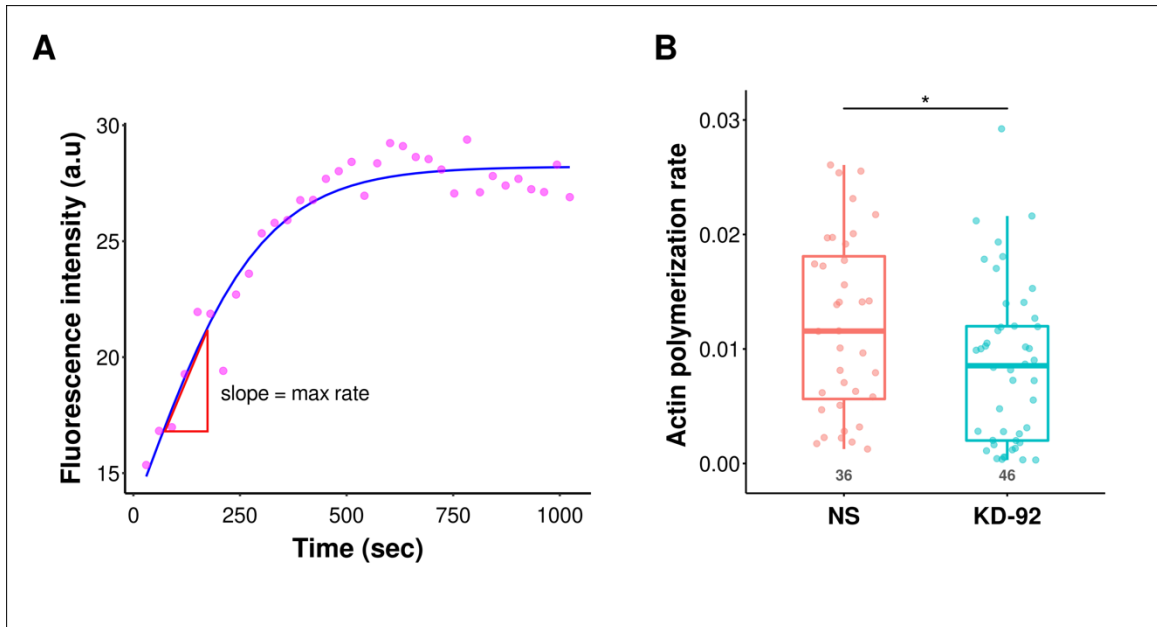 A
Fluorescence intensity (a.u)
30
25
20
15
slope = max rate
0
250
500
750
1000
Time (sec)
B
Actin polymerization rate
0.03
0.02
0.01
0.00
*
36
46
NS
KD-92